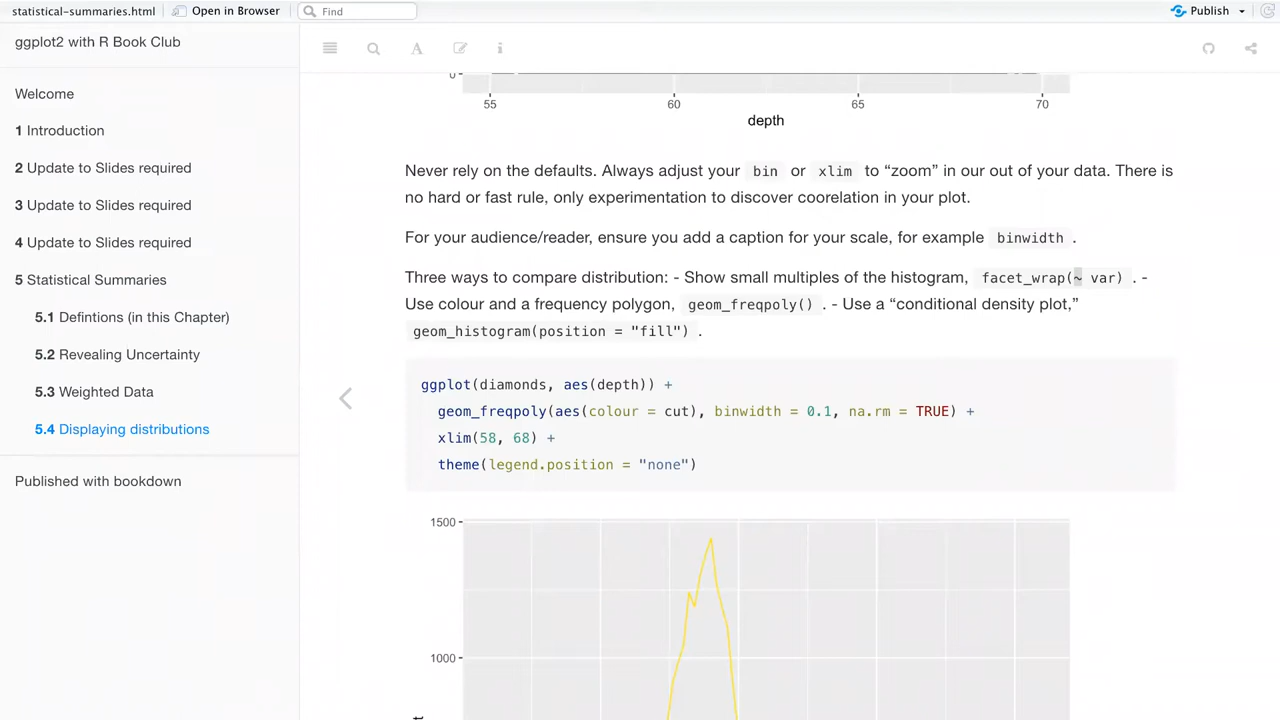 statistical-summaries.html Open in Browser Find Publish
ggplot2 with R Book Club
Welcome
1 Introduction
2 Update to Slides required
3 Update to Slides required
4 Update to Slides required
5 Statistical Summaries
5.1 Defintions (in this Chapter)
5.2 Revealing Uncertainty
5.3 Weighted Data
5.4 Displaying distributions
Published with bookdown
0
55 60 65 70
depth
Never rely on the defaults. Always adjust your bin or xlim to “zoom” in our out of your data. There is
no hard or fast rule, only experimentation to discover coorelation in your plot.
For your audience/reader, ensure you add a caption for your scale, for example binwidth .
Three ways to compare distribution: - Show small multiples of the histogram, facet_wrap(~ var) . -
Use colour and a frequency polygon, geom_freqpoly() . - Use a “conditional density plot,”
geom_histogram(position = "fill") .
ggplot(diamonds, aes(depth)) +
geom_freqpoly(aes(colour = cut), binwidth = 0.1, na.rm = TRUE) +
xlim(58, 68) +
theme(legend.position = "none")
1500
1000